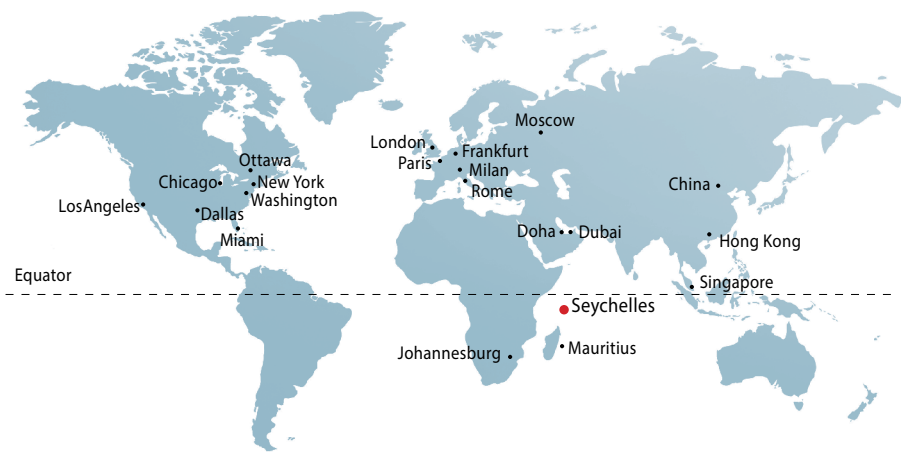 Moscow
London
Frankfurt
Paris
Ottawa
Milan
Chicago
New York
Rome
China
Washington
LosAngeles
Dallas
Doha
Dubai
Miami
Hong Kong
Equator
Singapore
Seychelles
Johannesburg
Mauritius